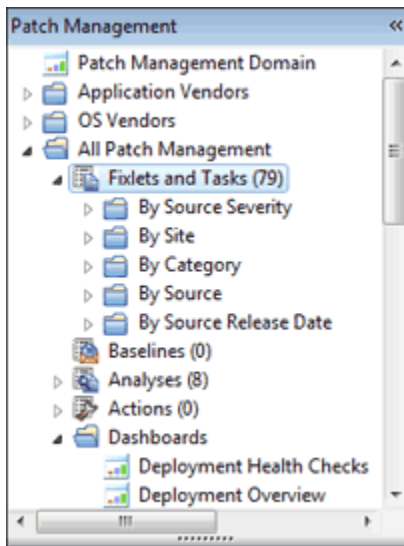 Patch Management «
Patch Management Domain
Application Vendors
OS Vendors
All Patch Management
Fixlets and Tasks (79)
By Source Severity
By Site
By Category
By Source
By Source Release Date
Baselines (0)
Analyses (8)
Actions (0)
Dashboards
Deployment Health Checks
Deployment Overview